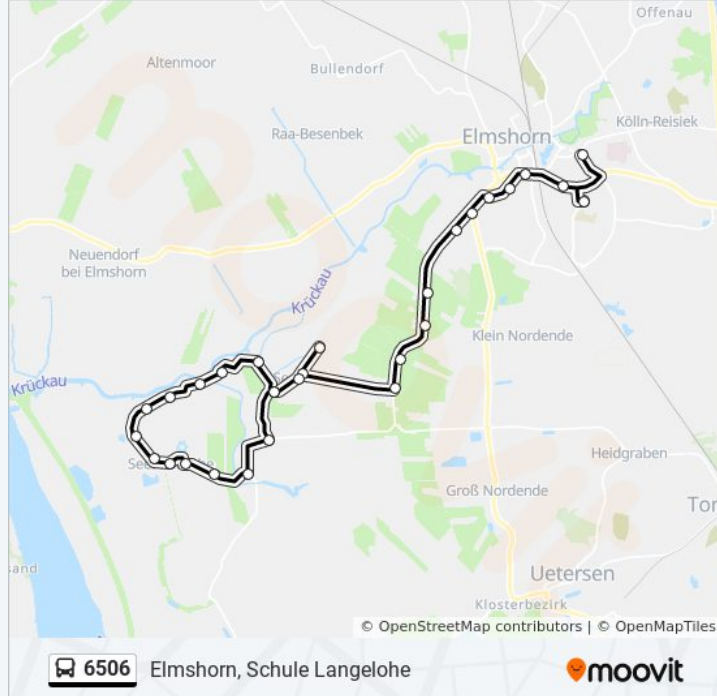 Offenau
Altenmoor
Bullendorf
Kölln-Reisiek
Raa-Besenbek
Elmshorn
Neuendorf
bei Elmshorn
Krückau
Klein Nordende
Krückau
Heidgraben
Groß Nordende
Uetersen
Klosterbezirk
© OpenStreetMap contributors | © OpenMapTiles
6506 Elmshorn, Schule Langelohe
moovit